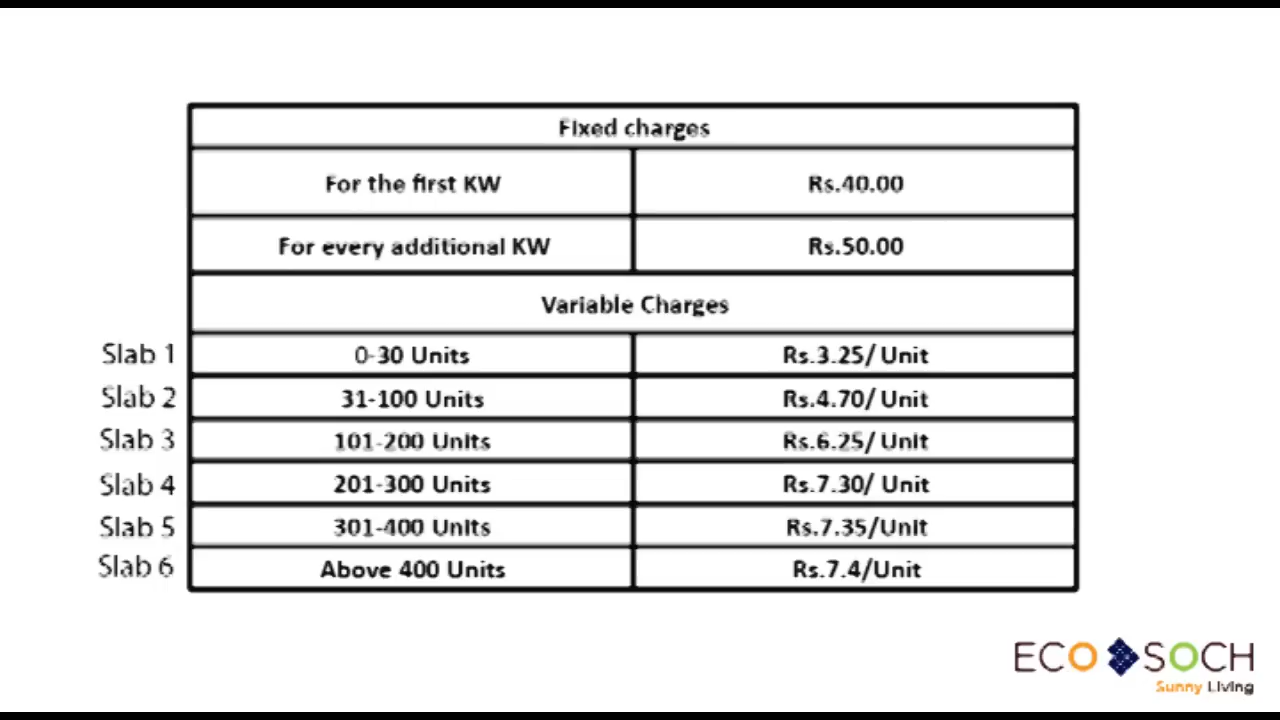 Fixed charges
For the first KW Rs.40.00
For every additional KW Rs.50.00
Variable Charges
Slab 1 0-30 Units Rs.3.25/ Unit
Slab 2 31-100 Units Rs.4.70/ Unit
Slab 3 101-200 Units Rs.6.25/ Unit
Slab 4 201-300 Units Rs.7.30/ Unit
Slab 5 301-400 Units Rs.7.35/Unit
Slab 6 Above 400 Units Rs.7.4/Unit
ECO SOCH
Sunny Living